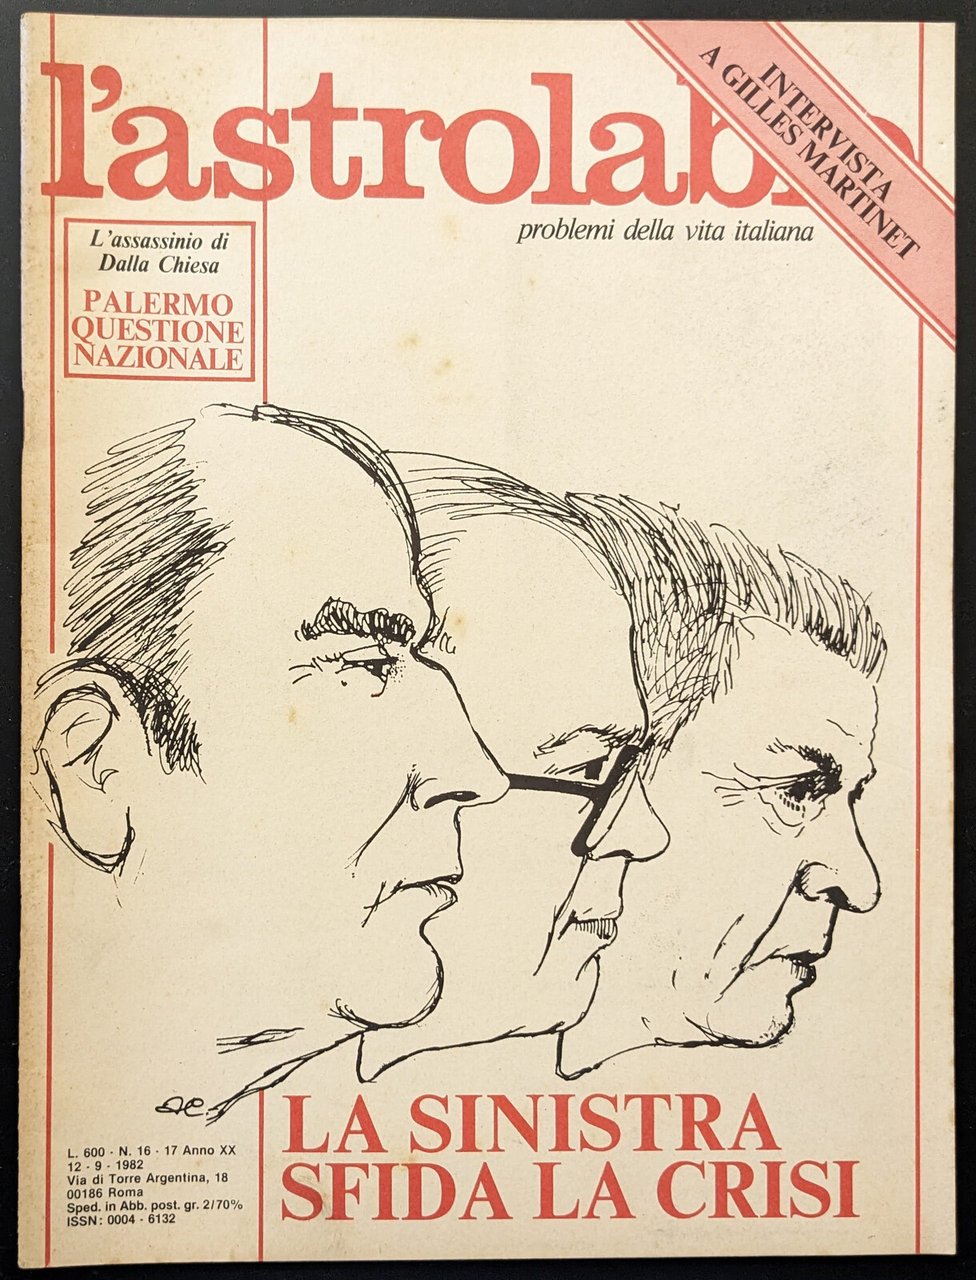 l'astrolabio
INTERVISTA
A GILLES MARTINET
problemi della vita italiana
L'assassinio di
Dalla Chiesa
PALERMO
QUESTIONE
NAZIONALE
LA SINISTRA
SFIDA LA CRISI
L. 600 - N. 16 - 17 Anno XX
12 - 9 - 1982
Via di Torre Argentina, 18
00186 Roma
Sped. in Abb. post. gr. 2/70%
ISSN: 0004 - 6132